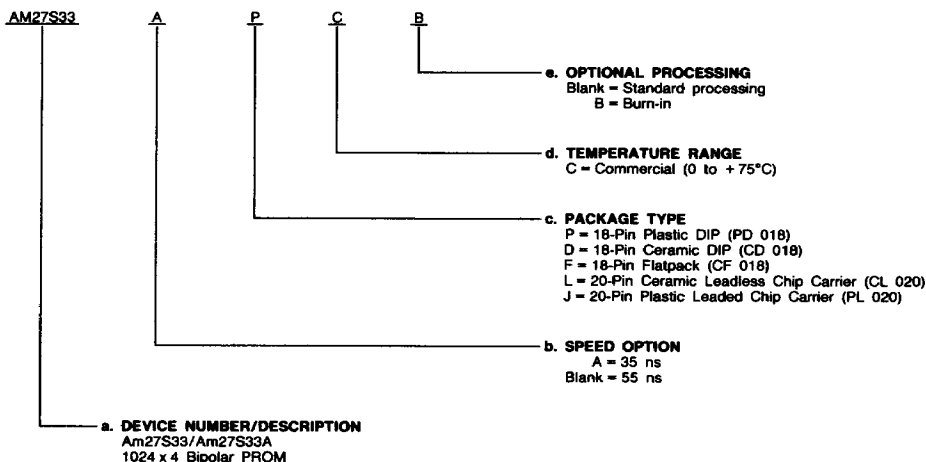 AM27S33 A P C B
e. OPTIONAL PROCESSING
Blank = Standard processing
B = Burn-in
d. TEMPERATURE RANGE
C = Commercial (0 to +75°C)
c. PACKAGE TYPE
P = 18-Pin Plastic DIP (PD 018)
D = 18-Pin Ceramic DIP (CD 018)
F = 18-Pin Flatpack (CF 018)
L = 20-Pin Ceramic Leadless Chip Carrier (CL 020)
J = 20-Pin Plastic Leaded Chip Carrier (PL 020)
b. SPEED OPTION
A = 35 ns
Blank = 55 ns
a. DEVICE NUMBER/DESCRIPTION
Am27S33/Am27S33A
1024 x 4 Bipolar PROM